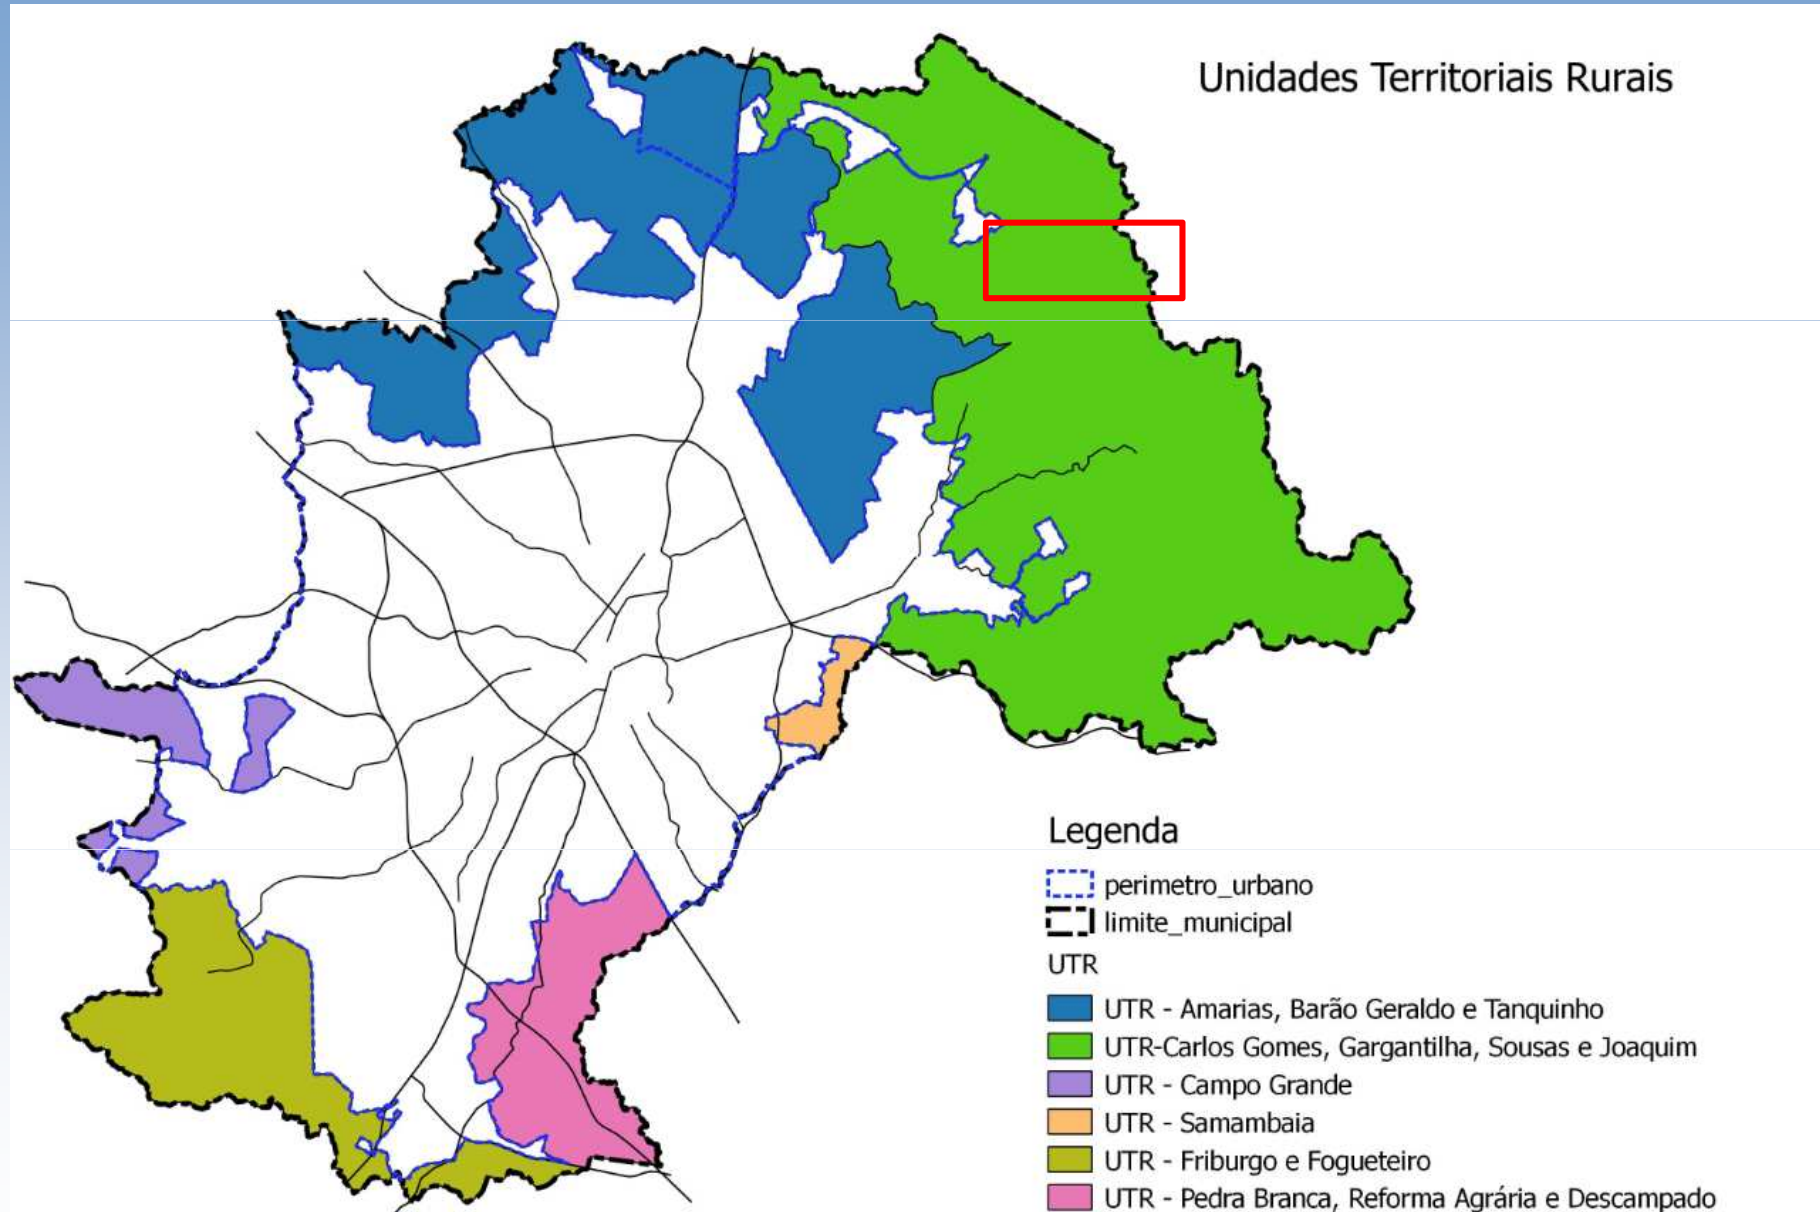 Unidades Territoriais Rurais
Legenda
perimetro_urbano
limite_municipal
UTR
UTR - Amarias, Barão Geraldo e Tanquinho
UTR-Carlos Gomes, Gargantilha, Sousas e Joaquim
UTR - Campo Grande
UTR - Samambaia
UTR - Friburgo e Fogueteiro
UTR - Pedra Branca, Reforma Agrária e Descampado